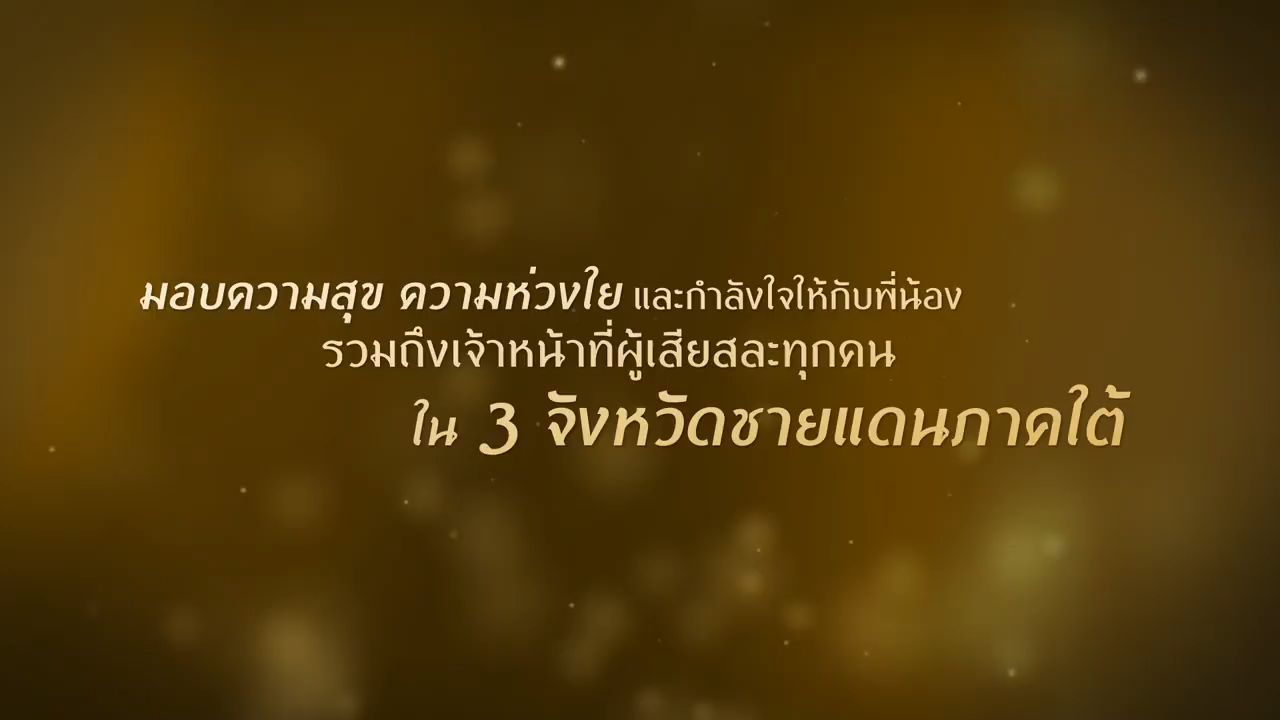 มอบความสุข ความห่วงใย และกำลังใจให้กับพี่น้อง
รวมถึงเจ้าหน้าที่ผู้เสียสละทุกคน
ใน 3 จังหวัดชายแดนภาคใต้